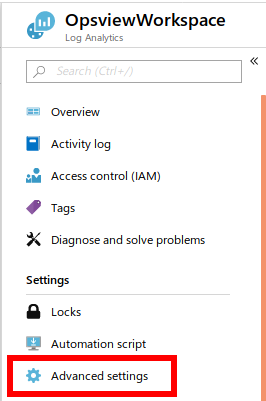 OpsviewWorkspace
Log Analytics
Search (Ctrl+/)
«
Overview
Activity log
Access control (IAM)
Tags
Diagnose and solve problems
Settings
Locks
Automation script
Advanced settings